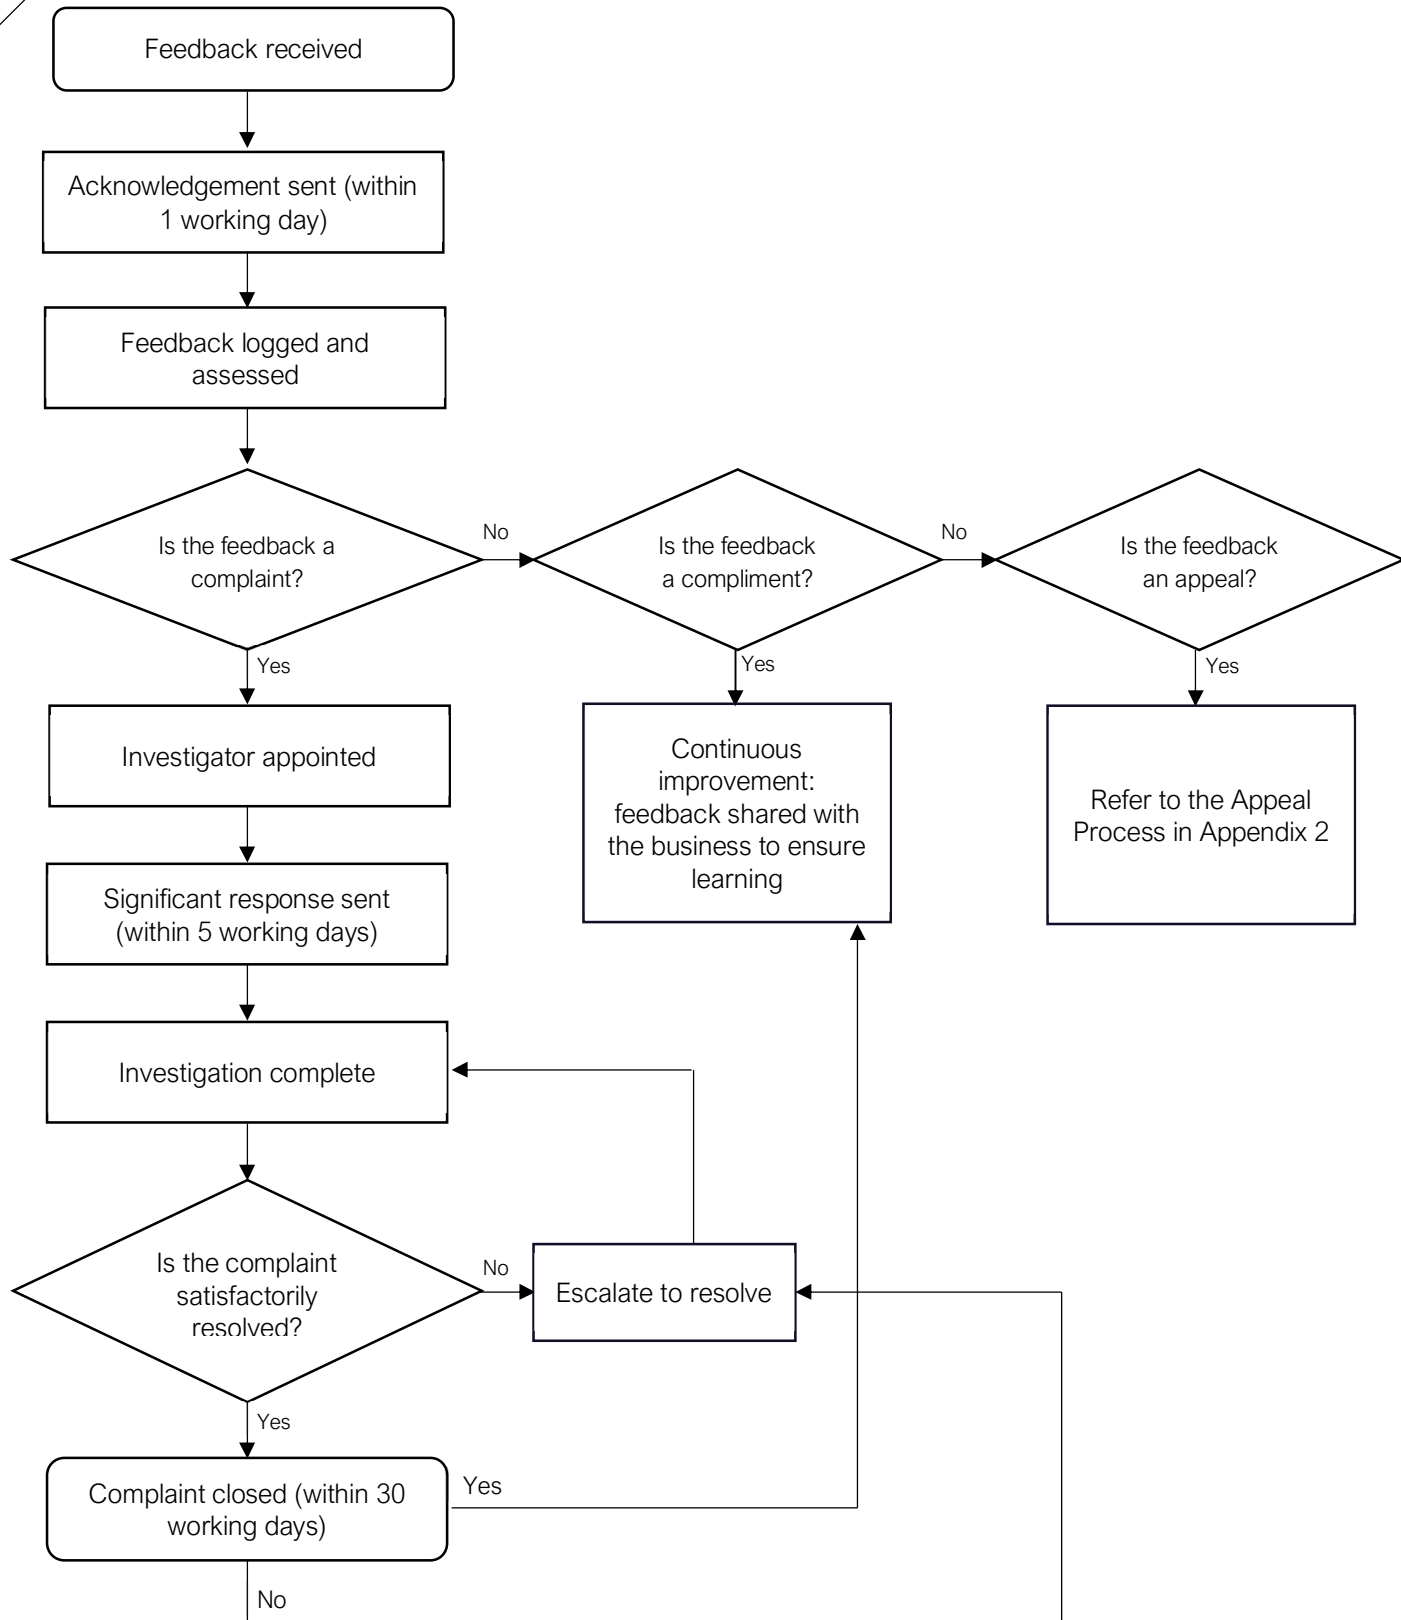 Feedback received
Acknowledgement sent (within
1 working day)
Feedback logged and
assessed
Is the feedback a
complaint?
No
Is the feedback
a compliment?
No
Is the feedback
an appeal?
Yes
Yes
Yes
Investigator appointed
Continuous
improvement:
feedback shared with
the business to ensure
learning
Refer to the Appeal
Process in Appendix 2
Significant response sent
(within 5 working days)
Investigation complete
Is the complaint
satisfactorily
resolved?
No
Escalate to resolve
Yes
Complaint closed (within 30
working days)
Yes
No